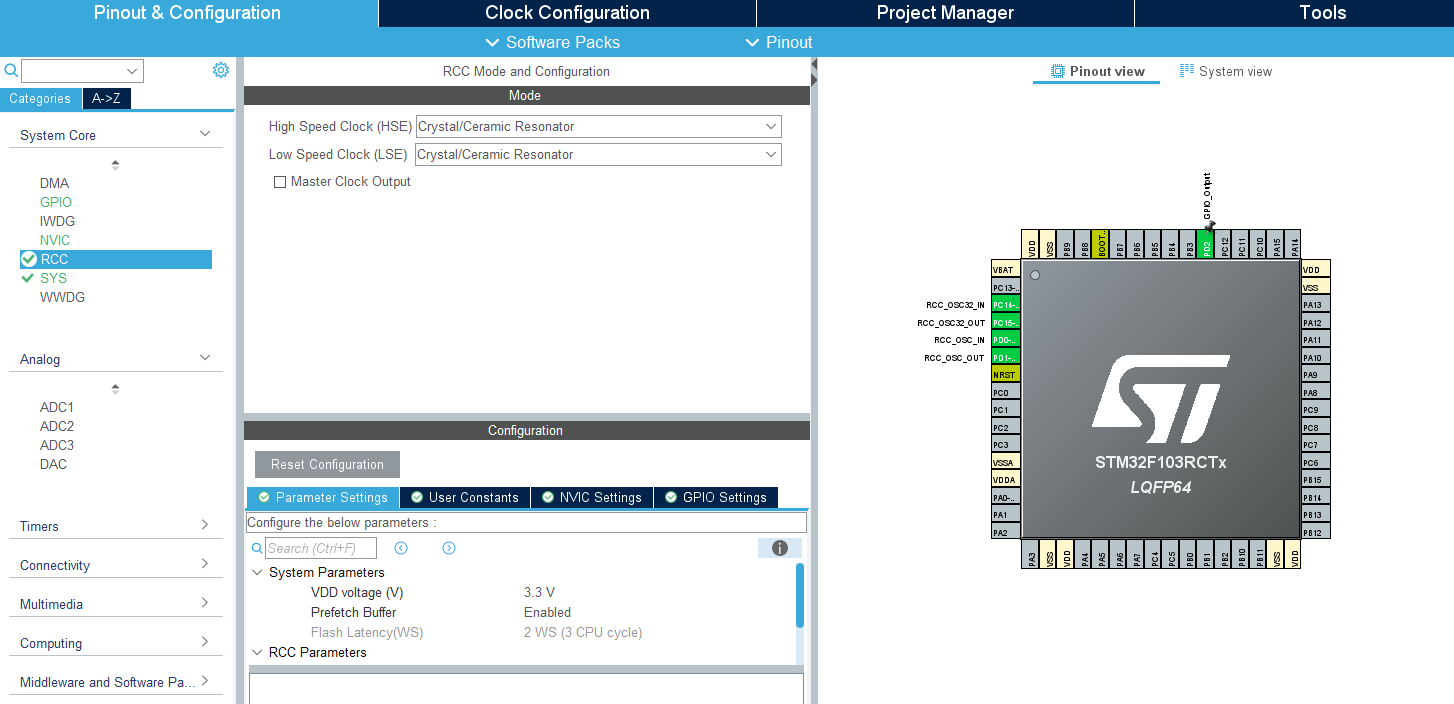 Pinout & Configuration
Clock Configuration
Project Manager
Tools
Software Packs
Pinout
Categories
A->Z
System Core
DMA
GPIO
IWDG
NVIC
RCC
SYS
WWDG
Analog
ADC1
ADC2
ADC3
DAC
Timers
Connectivity
Multimedia
Computing
Middleware and Software Pa...
RCC Mode and Configuration
Mode
High Speed Clock (HSE) Crystal/Ceramic Resonator
Low Speed Clock (LSE) Crystal/Ceramic Resonator
Master Clock Output
Configuration
Reset Configuration
Parameter Settings
User Constants
NVIC Settings
GPIO Settings
Configure the below parameters :
Search (Ctrl+F)
System Parameters
VDD voltage (V) 3.3 V
Prefetch Buffer Enabled
Flash Latency(WS) 2 WS (3 CPU cycle)
RCC Parameters
Pinout view
System view
GPIO_Output
VDD
VSS
PB9
PB8
BOOT..
PB7
PB6
PB5
PB4
PB3
PD2
PC12
PC11
PC10
PA15
PA14
VBAT
PC13-..
RCC_OSC32_IN PC14-..
RCC_OSC32_OUT PC15-..
RCC_OSC_IN PD0-..
RCC_OSC_OUT PD1-..
NRST
PC0
PC1
PC2
PC3
VSSA
VDDA
PA0-..
PA1
PA2
ST
STM32F103RCTx
LQFP64
VDD
VSS
PA13
PA12
PA11
PA10
PA9
PA8
PC9
PC8
PC7
PC6
PB15
PB14
PB13
PB12
PA3
VSS
VDD
PA4
PA5
PA6
PA7
PC4
PC5
PB0
PB1
PB2
PB10
PB11
VSS
VDD